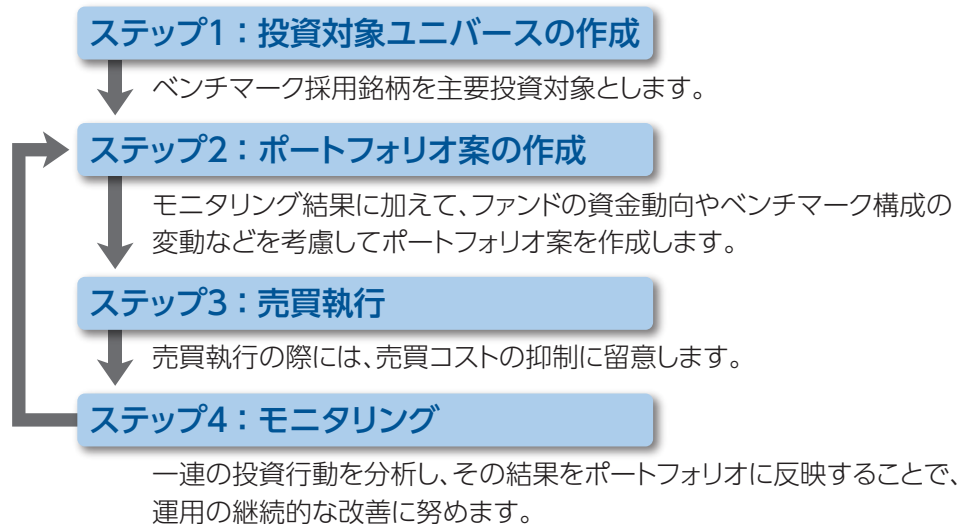 ステップ1：投資対象ユニバースの作成
ベンチマーク採用銘柄を主要投資対象とします。
ステップ2：ポートフォリオ案の作成
モニタリング結果に加えて、ファンドの資金動向やベンチマーク構成の
変動などを考慮してポートフォリオ案を作成します。
ステップ3：売買執行
売買執行の際には、売買コストの抑制に留意します。
ステップ4：モニタリング
一連の投資行動を分析し、その結果をポートフォリオに反映することで、
運用の継続的な改善に努めます。